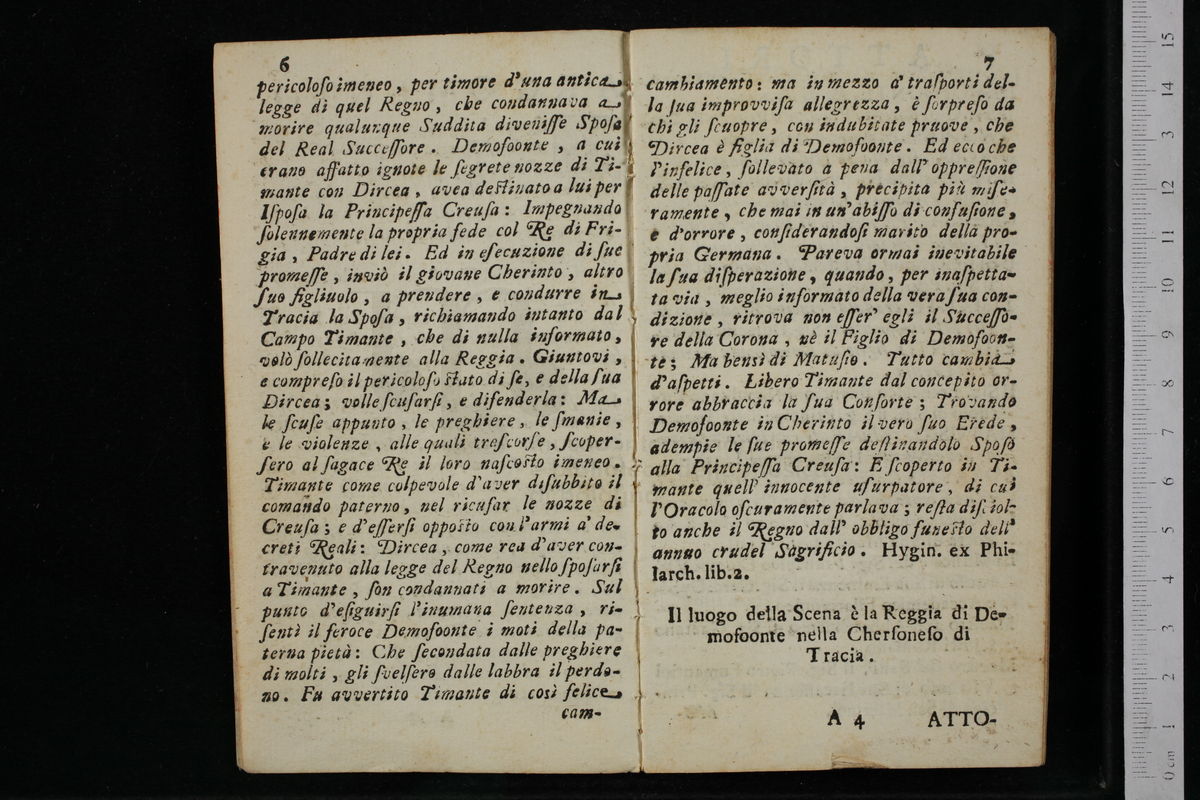 6
pericoloſo imeneo, per timore d'una antica
legge di quel Regno, che condannava a
morire qualunque Suddita diveniſſe Spoſa
del Real Succeſſore. Demofoonte, a cui
erano affatto ignote le ſegrete nozze di Ti-
mante con Dircea, avea deſtinato a lui per
Iſpoſa la Principeſſa Creuſa: Impegnando
ſolennemente la propria fede col Re di Fri-
gia, Padre di lei. Ed in eſecuzione di ſue
promeſſe, inviò il giovane Cherinto, altro
ſuo figliuolo, a prendere, e condurre in
Tracia la Spoſa, richiamando intanto dal
Campo Timante, che di nulla informato,
volò ſollecitamente alla Reggia. Giuntovi,
e compreſo il pericoloſo ſtato di ſe, e della ſua
Dircea; volle ſcuſarſi, e difenderla: Ma
le ſcuſe appunto, le preghiere, le ſmanie,
e le violenze, alle quali traſcorſe, ſcoper-
ſero al ſagace Re il loro naſcoſto imeneo.
Timante come colpevole d'aver diſubbito il
comando paterno, nel ricuſar le nozze di
Creuſa; e d'eſſerſi oppoſto con l'armi a' de-
creti Reali: Dircea, come rea d'aver con-
travenuto alla legge del Regno nello ſpoſarſi
a Timante, ſon condannati a morire. Sul
punto d'eſiguirſi l'inumana ſentenza, ri-
ſentì il feroce Demofoonte i moti della pa-
terna pietà: Che ſecondata dalle preghiere
di molti, gli ſvelſero dalle labbra il perdo-
no. Fu avvertito Timante di così felice
cam-
7
cambiamento: ma in mezzo a' traſporti del-
la ſua improvviſa allegrezza, è ſorpreſo da
chi gli ſcuopre, con indubitate pruove, che
Dircea è figlia di Demofoonte. Ed ecco che
l'infelice, ſollevato a pena dall'oppreſſione
delle paſſate avverſità, precipita più miſe-
ramente, che mai in un'abiſſo di confuſione,
e d'orrore, conſiderandoſi marito della pro-
pria Germana. Pareva ormai inevitabile
la ſua diſperazione, quando, per inaſpetta-
ta via, meglio informato della vera ſua con-
dizione, ritrova non eſſer' egli il Succeſſo-
re della Corona, nè il Figlio di Demofoon-
te; Ma bensì di Matuſio. Tutto cambia
d'aſpetti. Libero Timante dal concepito or-
rore abbraccia la ſua Conſorte; Trovando
Demofoonte in Cherinto il vero ſuo Erede,
adempie le ſue promeſſe deſtinandolo Spoſo
alla Principeſſa Creuſa: E ſcoperto in Ti-
mante quell' innocente uſurpatore, di cui
l'Oracolo oſcuramente parlava; reſta diſciol-
to anche il Regno dall' obbligo funeſto dell'
annuo crudel Sagrificio. Hygin. ex Phi-
larch. lib. 2.
Il luogo della Scena è la Reggia di De-
mofoonte nella Cherſoneſo di
Tracia.
A 4 ATTO-
0 cm 1 2 3 4 5 6 7 8 9 10 11 12 3 14 15